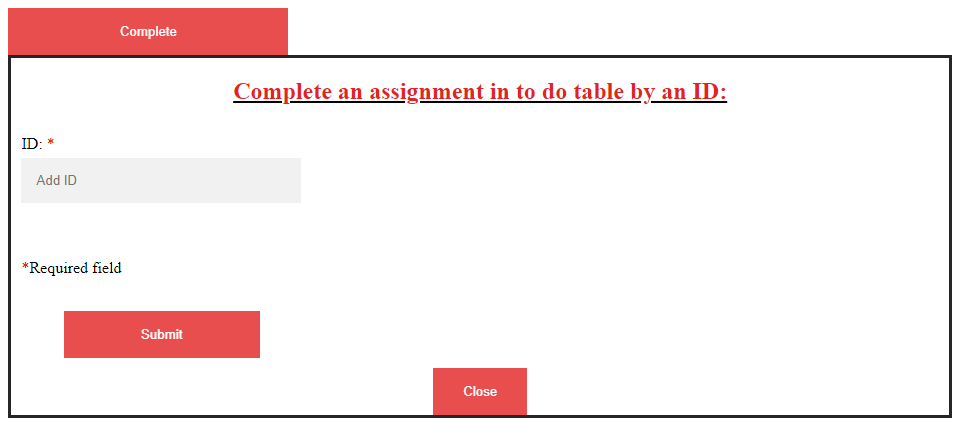 Complete
Complete an assignment in to do table by an ID:
ID: *
Add ID
*Required field
Submit
Close